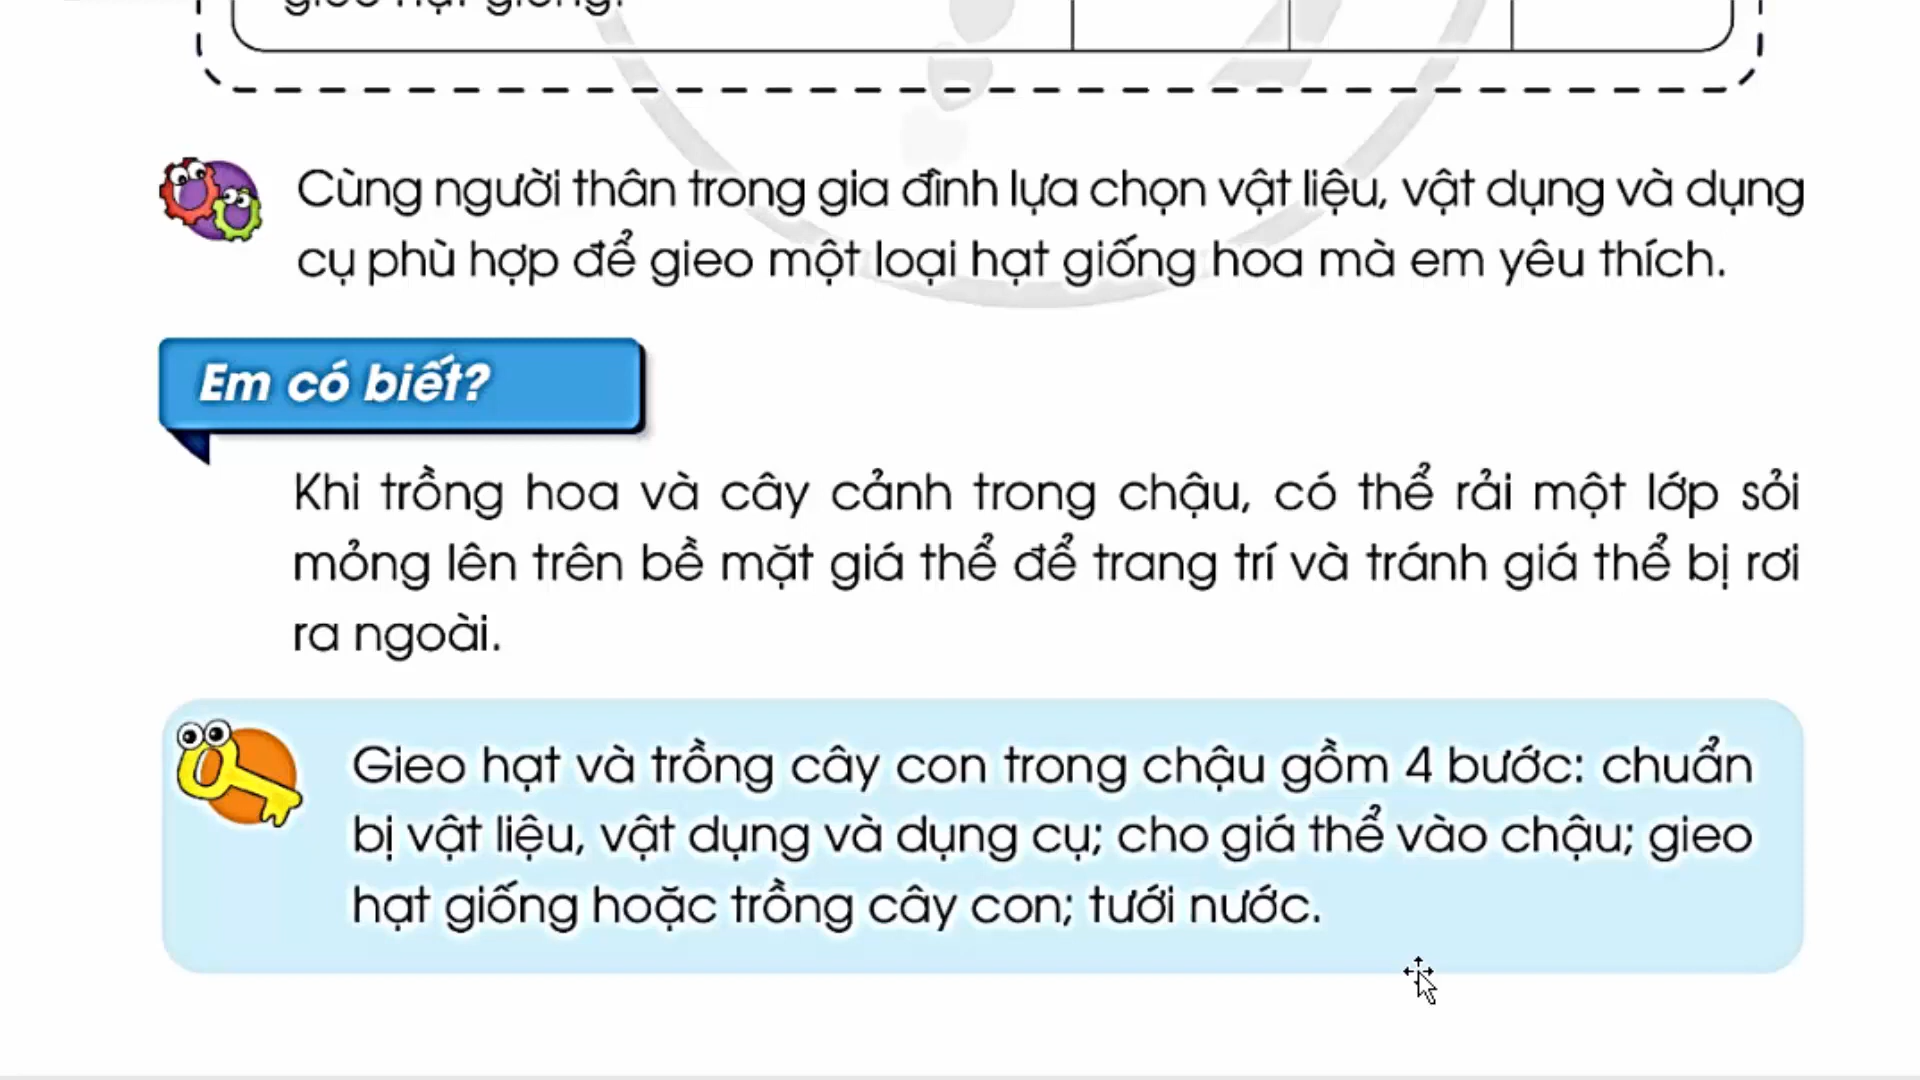 gieo hạt giống.
Cùng người thân trong gia đình lựa chọn vật liệu, vật dụng và dụng
cụ phù hợp để gieo một loại hạt giống hoa mà em yêu thích.
Em có biết?
Khi trồng hoa và cây cảnh trong chậu, có thể rải một lớp sỏi
mỏng lên trên bề mặt giá thể để trang trí và tránh giá thể bị rơi
ra ngoài.
Gieo hạt và trồng cây con trong chậu gồm 4 bước: chuẩn
bị vật liệu, vật dụng và dụng cụ; cho giá thể vào chậu; gieo
hạt giống hoặc trồng cây con; tưới nước.